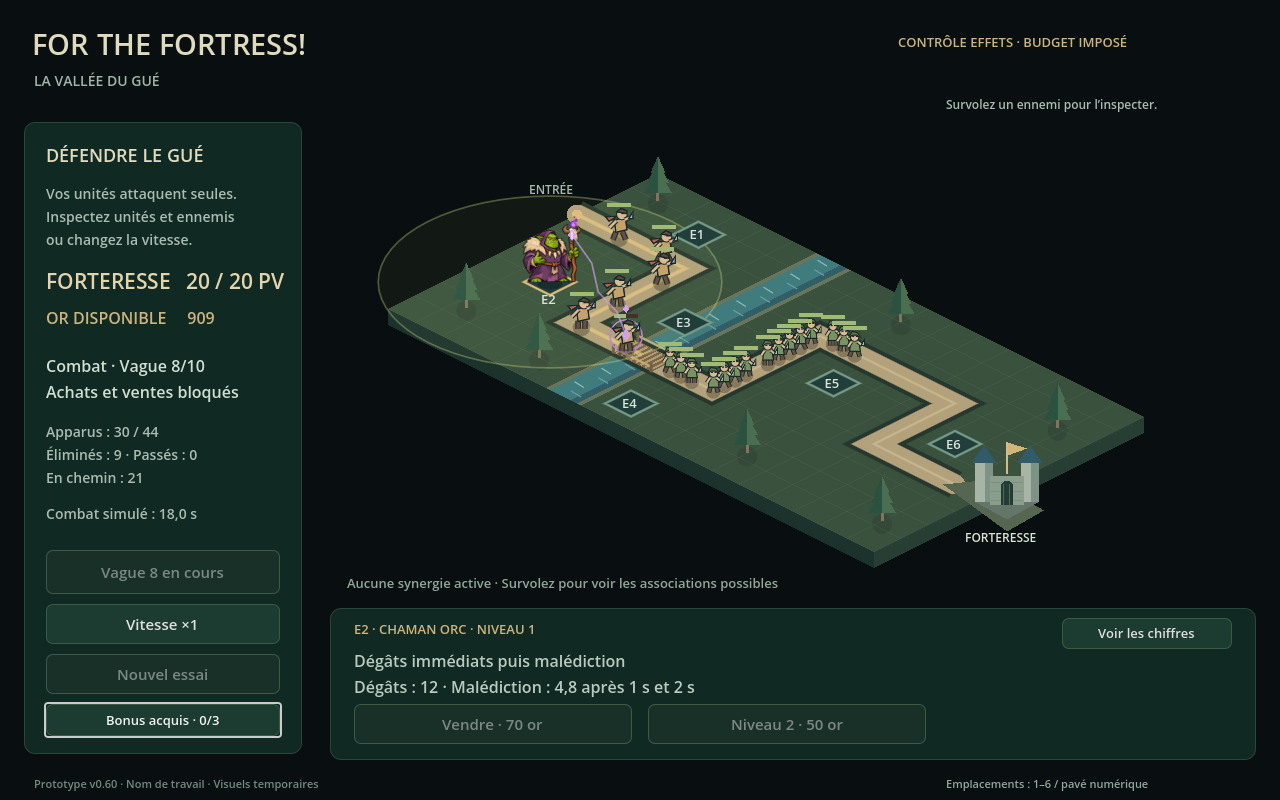 FOR THE FORTRESS!
LA VALLÉE DU GUÉ
CONTRÔLE EFFETS · BUDGET IMPOSÉ
Survolez un ennemi pour l’inspecter.
DÉFENDRE LE GUÉ
Vos unités attaquent seules.
Inspectez unités et ennemis
ou changez la vitesse.
FORTERESSE 20 / 20 PV
OR DISPONIBLE 909
Combat · Vague 8/10
Achats et ventes bloqués
Apparus : 30 / 44
Éliminés : 9 · Passés : 0
En chemin : 21
Combat simulé : 18,0 s
Vague 8 en cours
Vitesse ×1
Nouvel essai
Bonus acquis · 0/3
ENTRÉE
E1
E2
E3
E4
E5
E6
FORTERESSE
Aucune synergie active · Survolez pour voir les associations possibles
E2 · CHAMAN ORC · NIVEAU 1
Voir les chiffres
Dégâts immédiats puis malédiction
Dégâts : 12 · Malédiction : 4,8 après 1 s et 2 s
Vendre · 70 or
Niveau 2 · 50 or
Prototype v0.60 · Nom de travail · Visuels temporaires
Emplacements : 1–6 / pavé numérique